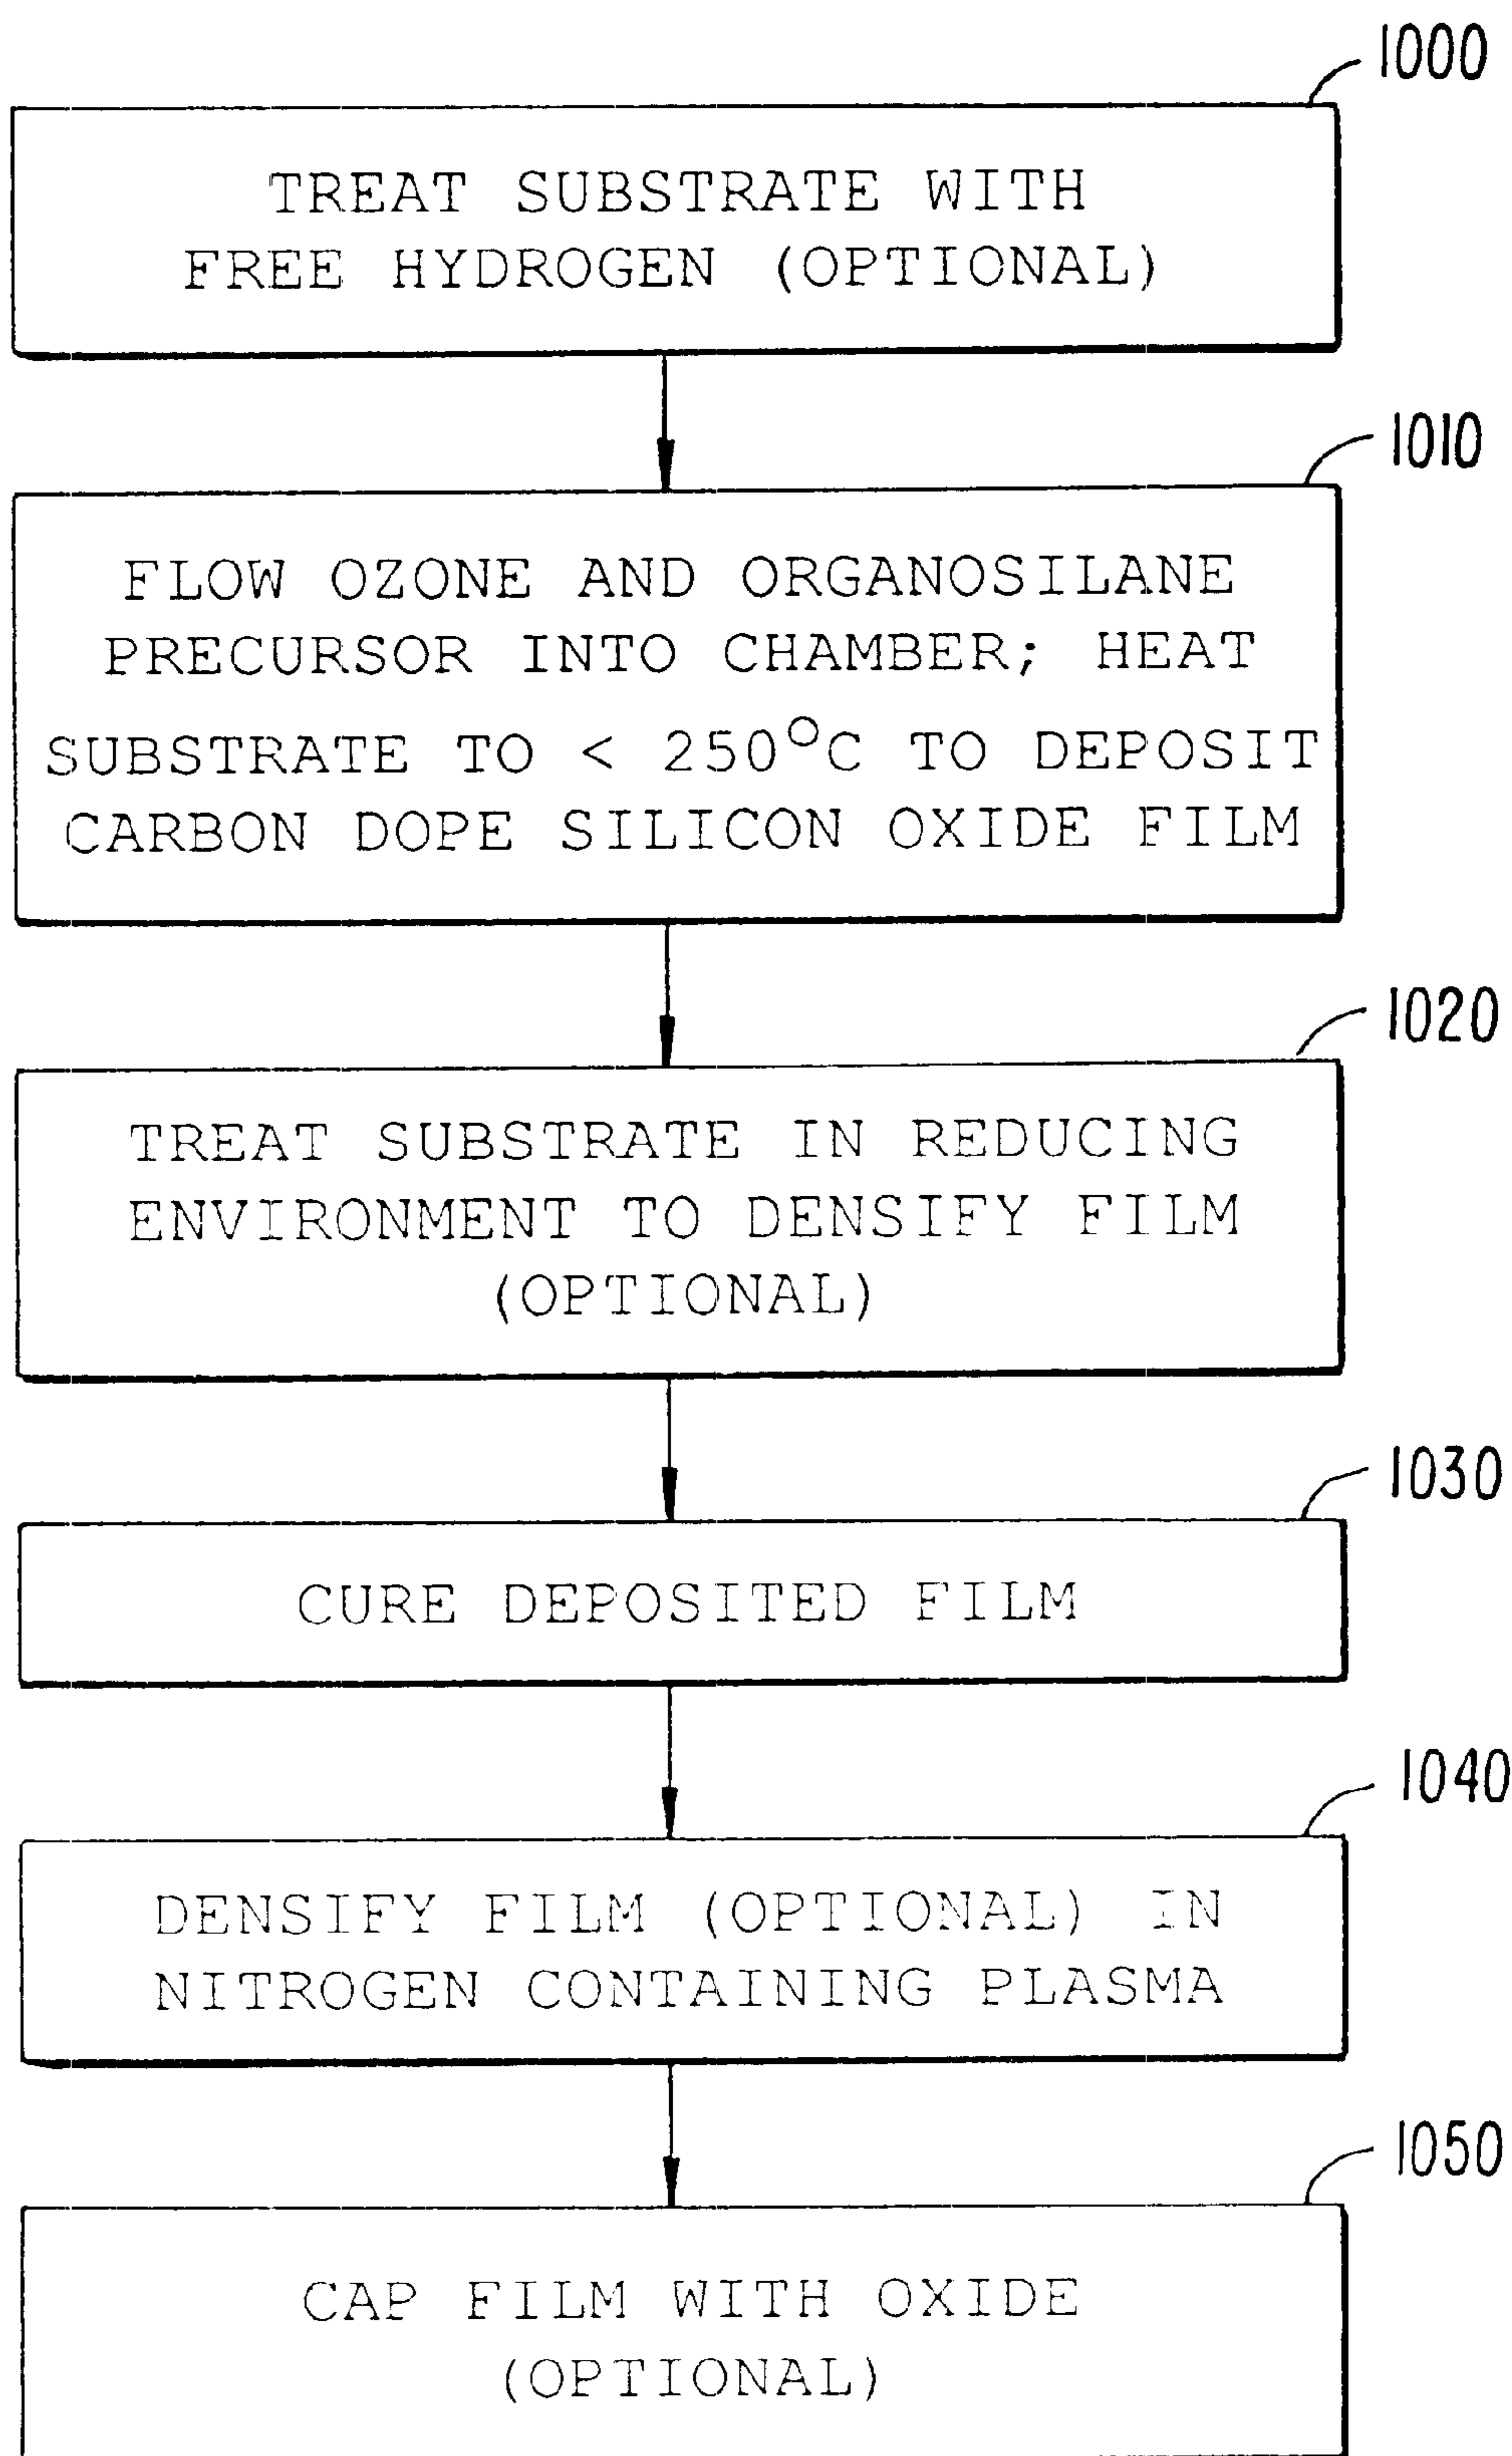 1000
TREAT SUBSTRATE WITH
FREE HYDROGEN (OPTIONAL)
1010
FLOW OZONE AND ORGANOSILANE
PRECURSOR INTO CHAMBER; HEAT
SUBSTRATE TO < 250°C TO DEPOSIT
CARBON DOPE SILICON OXIDE FILM
1020
TREAT SUBSTRATE IN REDUCING
ENVIRONMENT TO DENSIFY FILM
(OPTIONAL)
1030
CURE DEPOSITED FILM
1040
DENSIFY FILM (OPTIONAL) IN
NITROGEN CONTAINING PLASMA
1050
CAP FILM WITH OXIDE
(OPTIONAL)